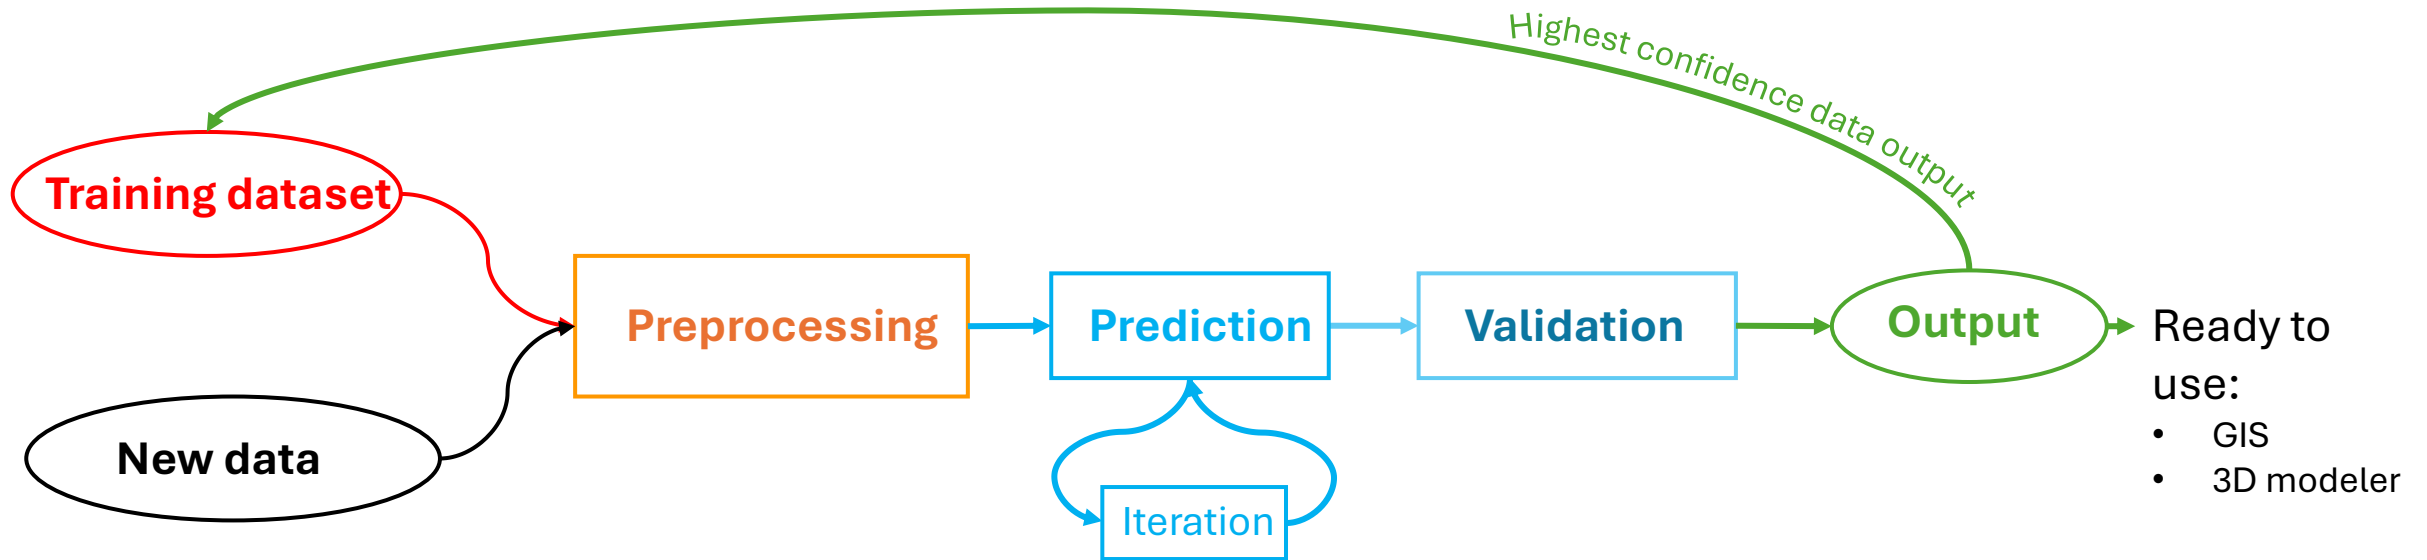 Highest confidence data output
Training dataset
Preprocessing
Prediction
Validation
Output
Ready to
use:
• GIS
• 3D modeler
New data
Iteration